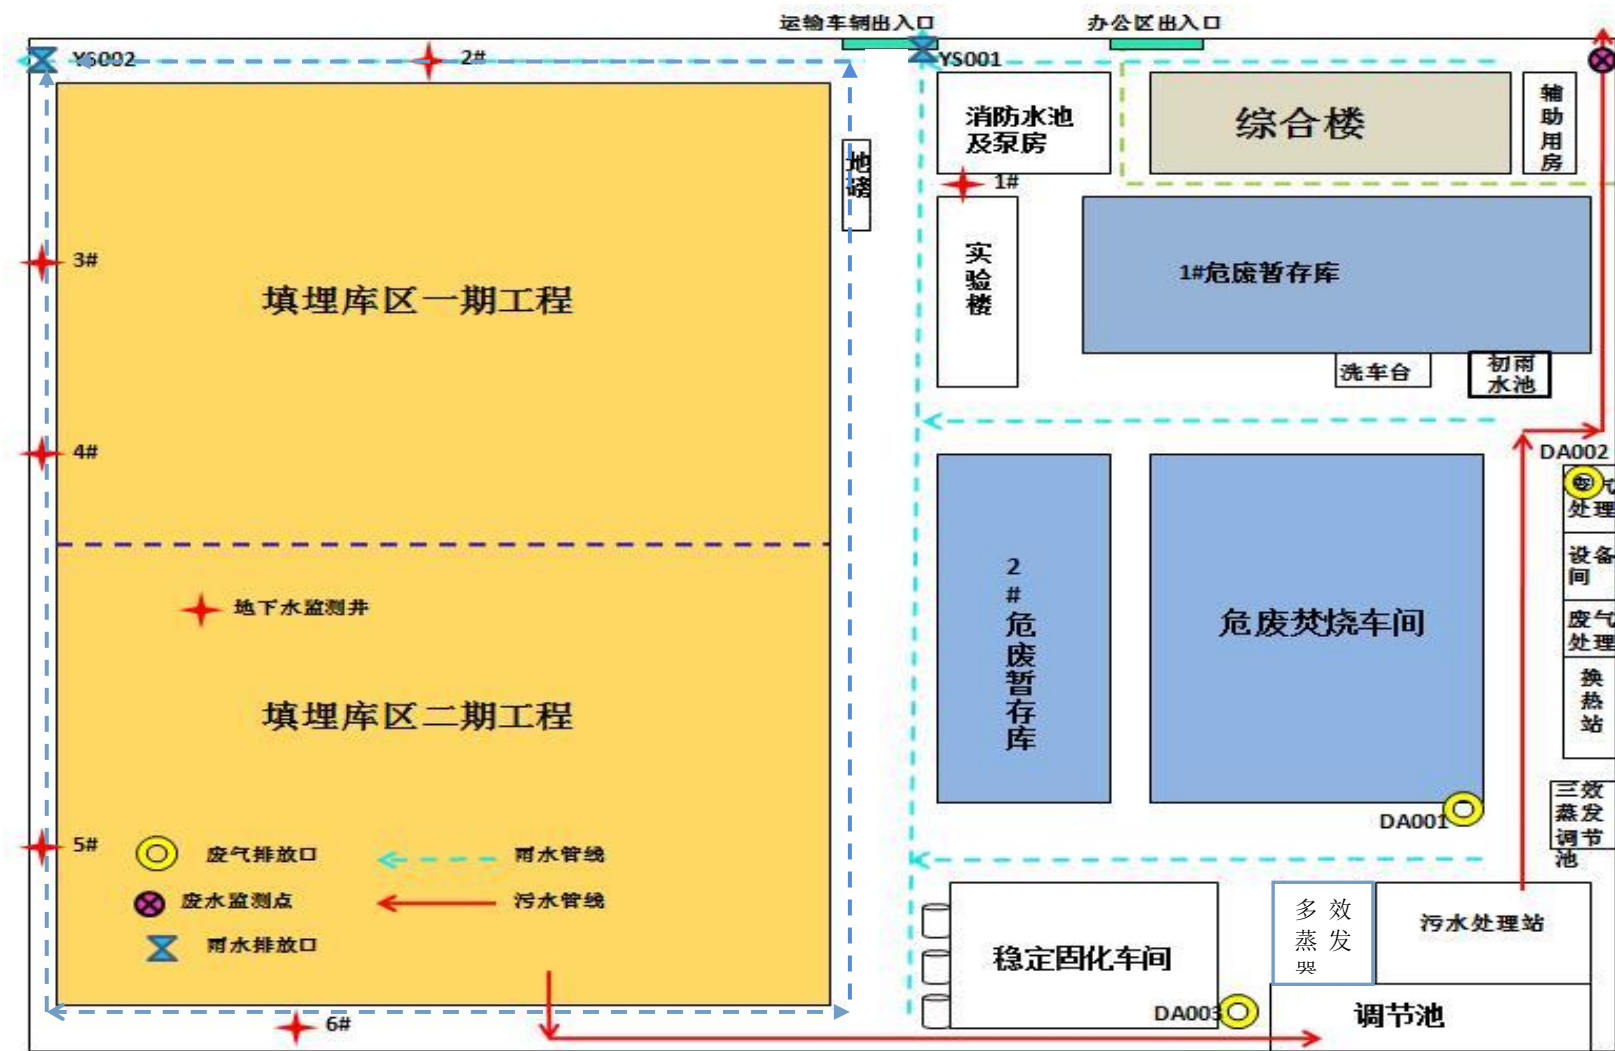 运输车辆出入口
办公区出入口
YS002
2#
YS001
消防水池
及泵房
综合楼
辅
助
用
房
地
磅
1#
实
验
楼
1#危废暂存库
3#
填埋库区一期工程
洗车台
初雨
水池
4#
DA002
废气
处理
设备
间
2
#
危
废
暂
存
库
危废焚烧车间
地下水监测井
废气
处理
换
热
站
填埋库区二期工程
三效
蒸发
调节
池
DA001
5#
废气排放口
雨水管线
废水监测点
污水管线
雨水排放口
多效
蒸发
器
污水处理站
稳定固化车间
DA003
调节池
6#